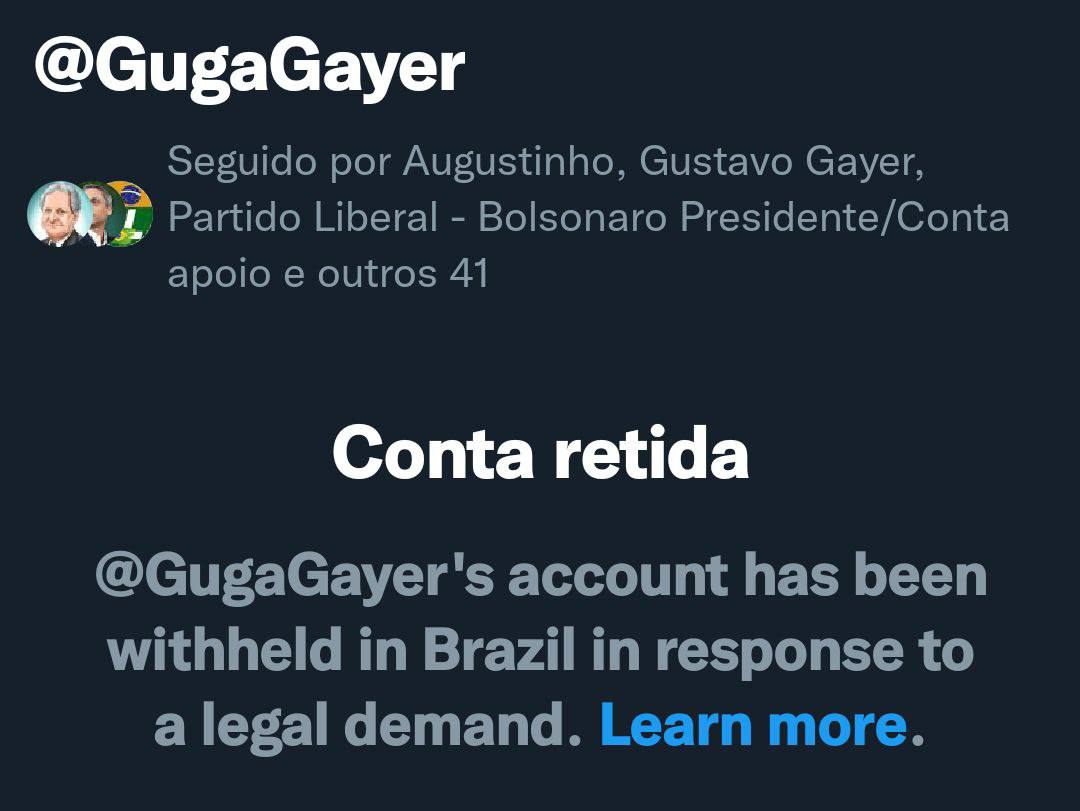 @GugaGayer
Seguido por Augustinho, Gustavo Gayer,
Partido Liberal - Bolsonaro Presidente/Conta
apoio e outros 41
Conta retida
@GugaGayer's account has been
withheld in Brazil in response to
a legal demand. Learn more.